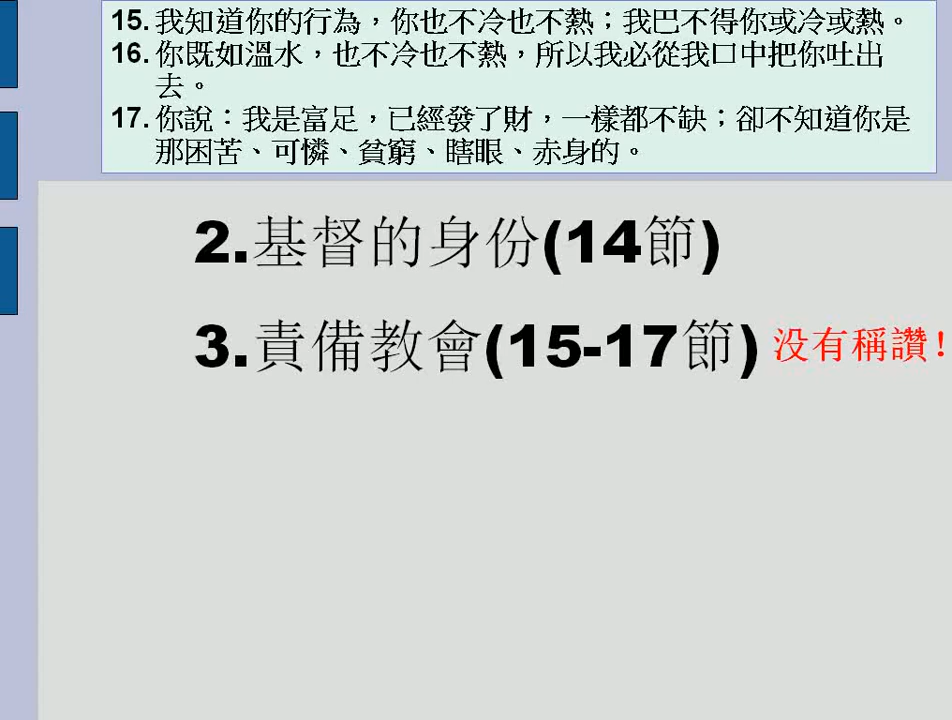 15. 我知道你的行為，你也不冷也不熱；我巴不得你或冷或熱。
16. 你既如溫水，也不冷也不熱，所以我必從我口中把你吐出
去。
17. 你說：我是富足，已經發了財，一樣都不缺；卻不知道你是
那困苦、可憐、貧窮、瞎眼、赤身的。
2.基督的身份(14節)
3.責備教會(15-17節) 没有稱讚！